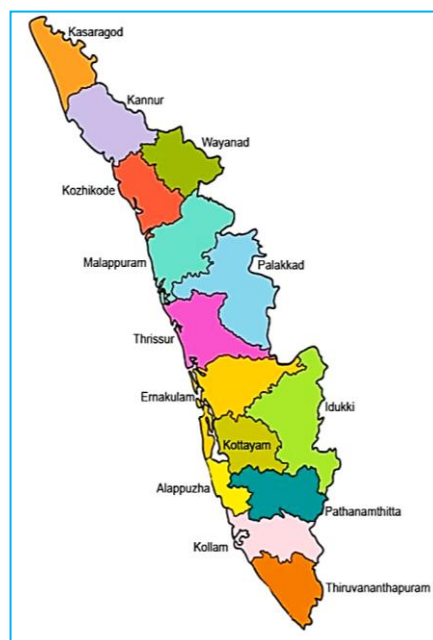 Kasaragod
Kannur
Wayanad
Kozhikode
Malappuram
Palakkad
Thrissur
Ernakulam
Idukki
Kottayam
Alappuzha
Pathanamthitta
Kollam
Thiruvananthapuram